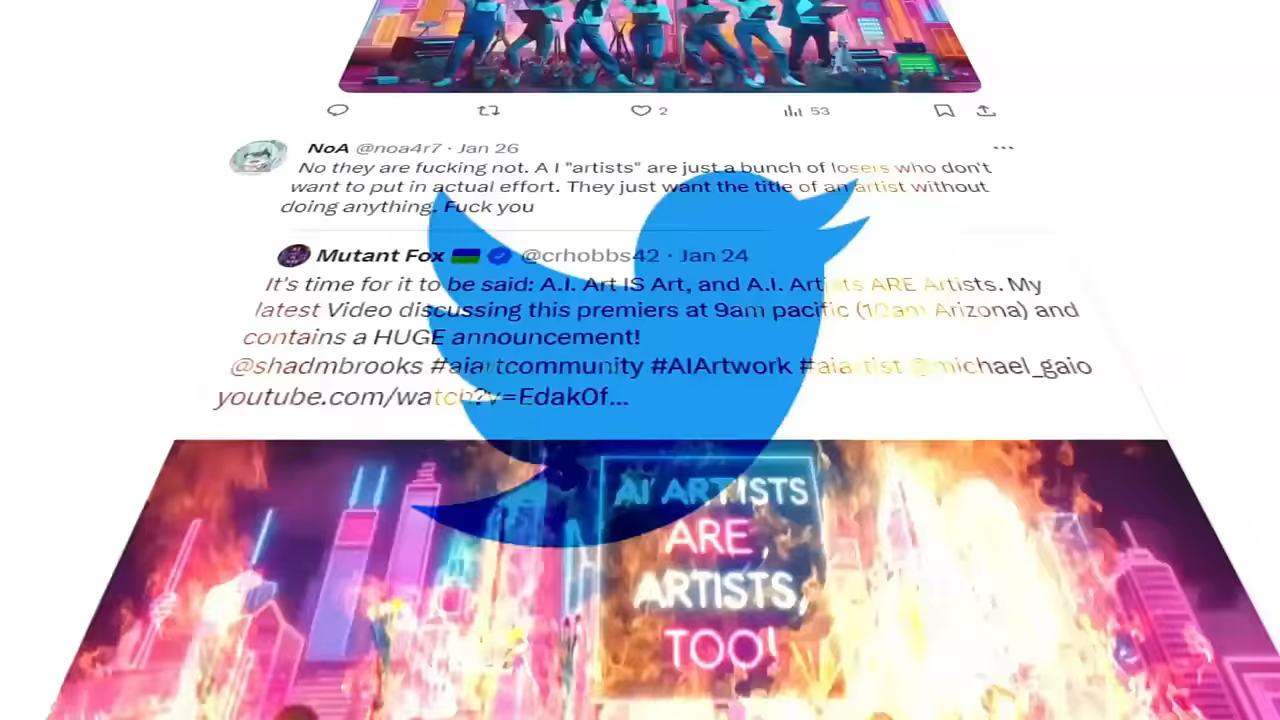 2
53
NoA @noa4r7 · Jan 26
No they are fucking not. A I "artists" are just a bunch of losers who don't
want to put in actual effort. They just want the title of an artist without
doing anything. Fuck you
Mutant Fox @crhobbs42 · Jan 24
It's time for it to be said: A.I. Art IS Art, and A.I. Artists ARE Artists. My
latest Video discussing this premiers at 9am pacific (10am Arizona) and
contains a HUGE announcement!
@shadmbrooks #aiartcommunity #AIArtwork #aiartist @michael_gaio
youtube.com/watch?v=EdakOf...
AI ARTISTS
ARE,
ARTISTS,
TOO!